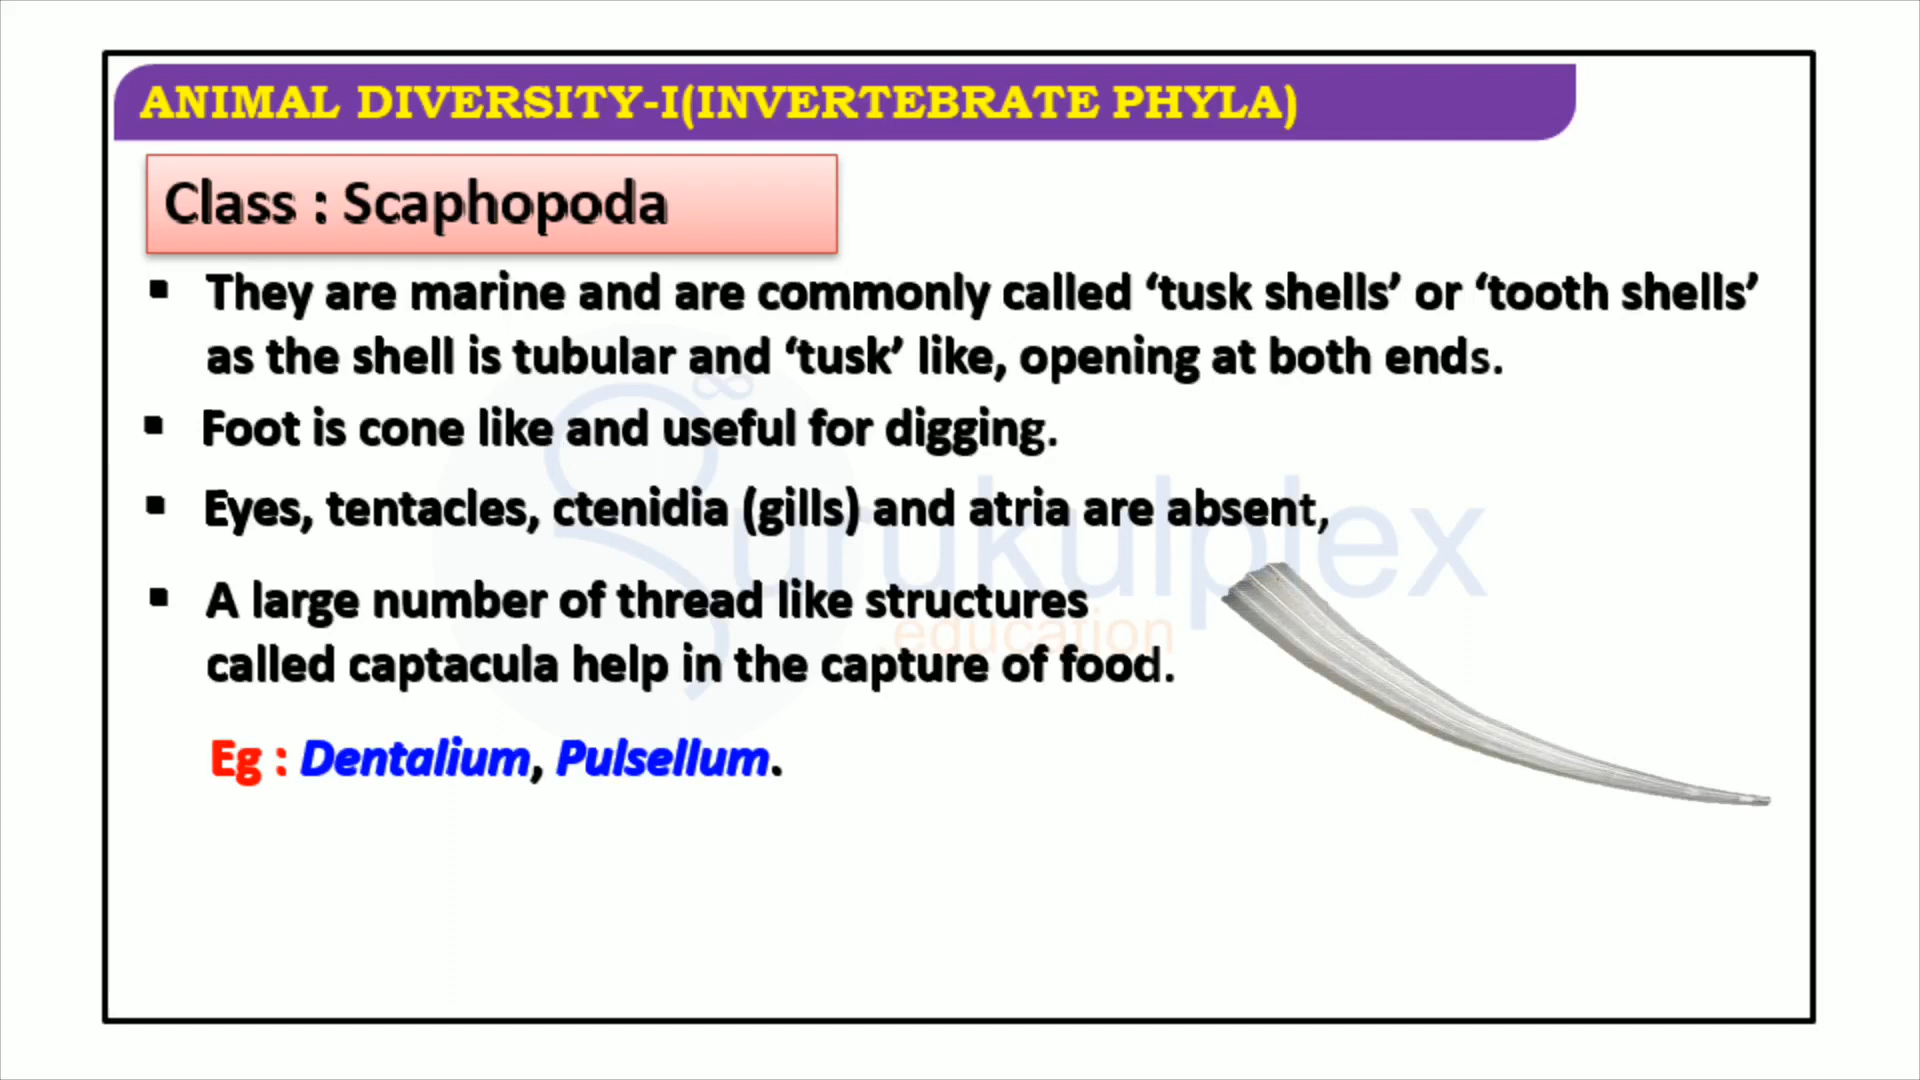 ANIMAL DIVERSITY-I(INVERTEBRATE PHYLA)
Class : Scaphopoda
▪ They are marine and are commonly called ‘tusk shells’ or ‘tooth shells’
as the shell is tubular and ‘tusk’ like, opening at both ends.
▪ Foot is cone like and useful for digging.
▪ Eyes, tentacles, ctenidia (gills) and atria are absent,
▪ A large number of thread like structures
called captacula help in the capture of food.
Eg : Dentalium, Pulsellum.
urukulplex
.education